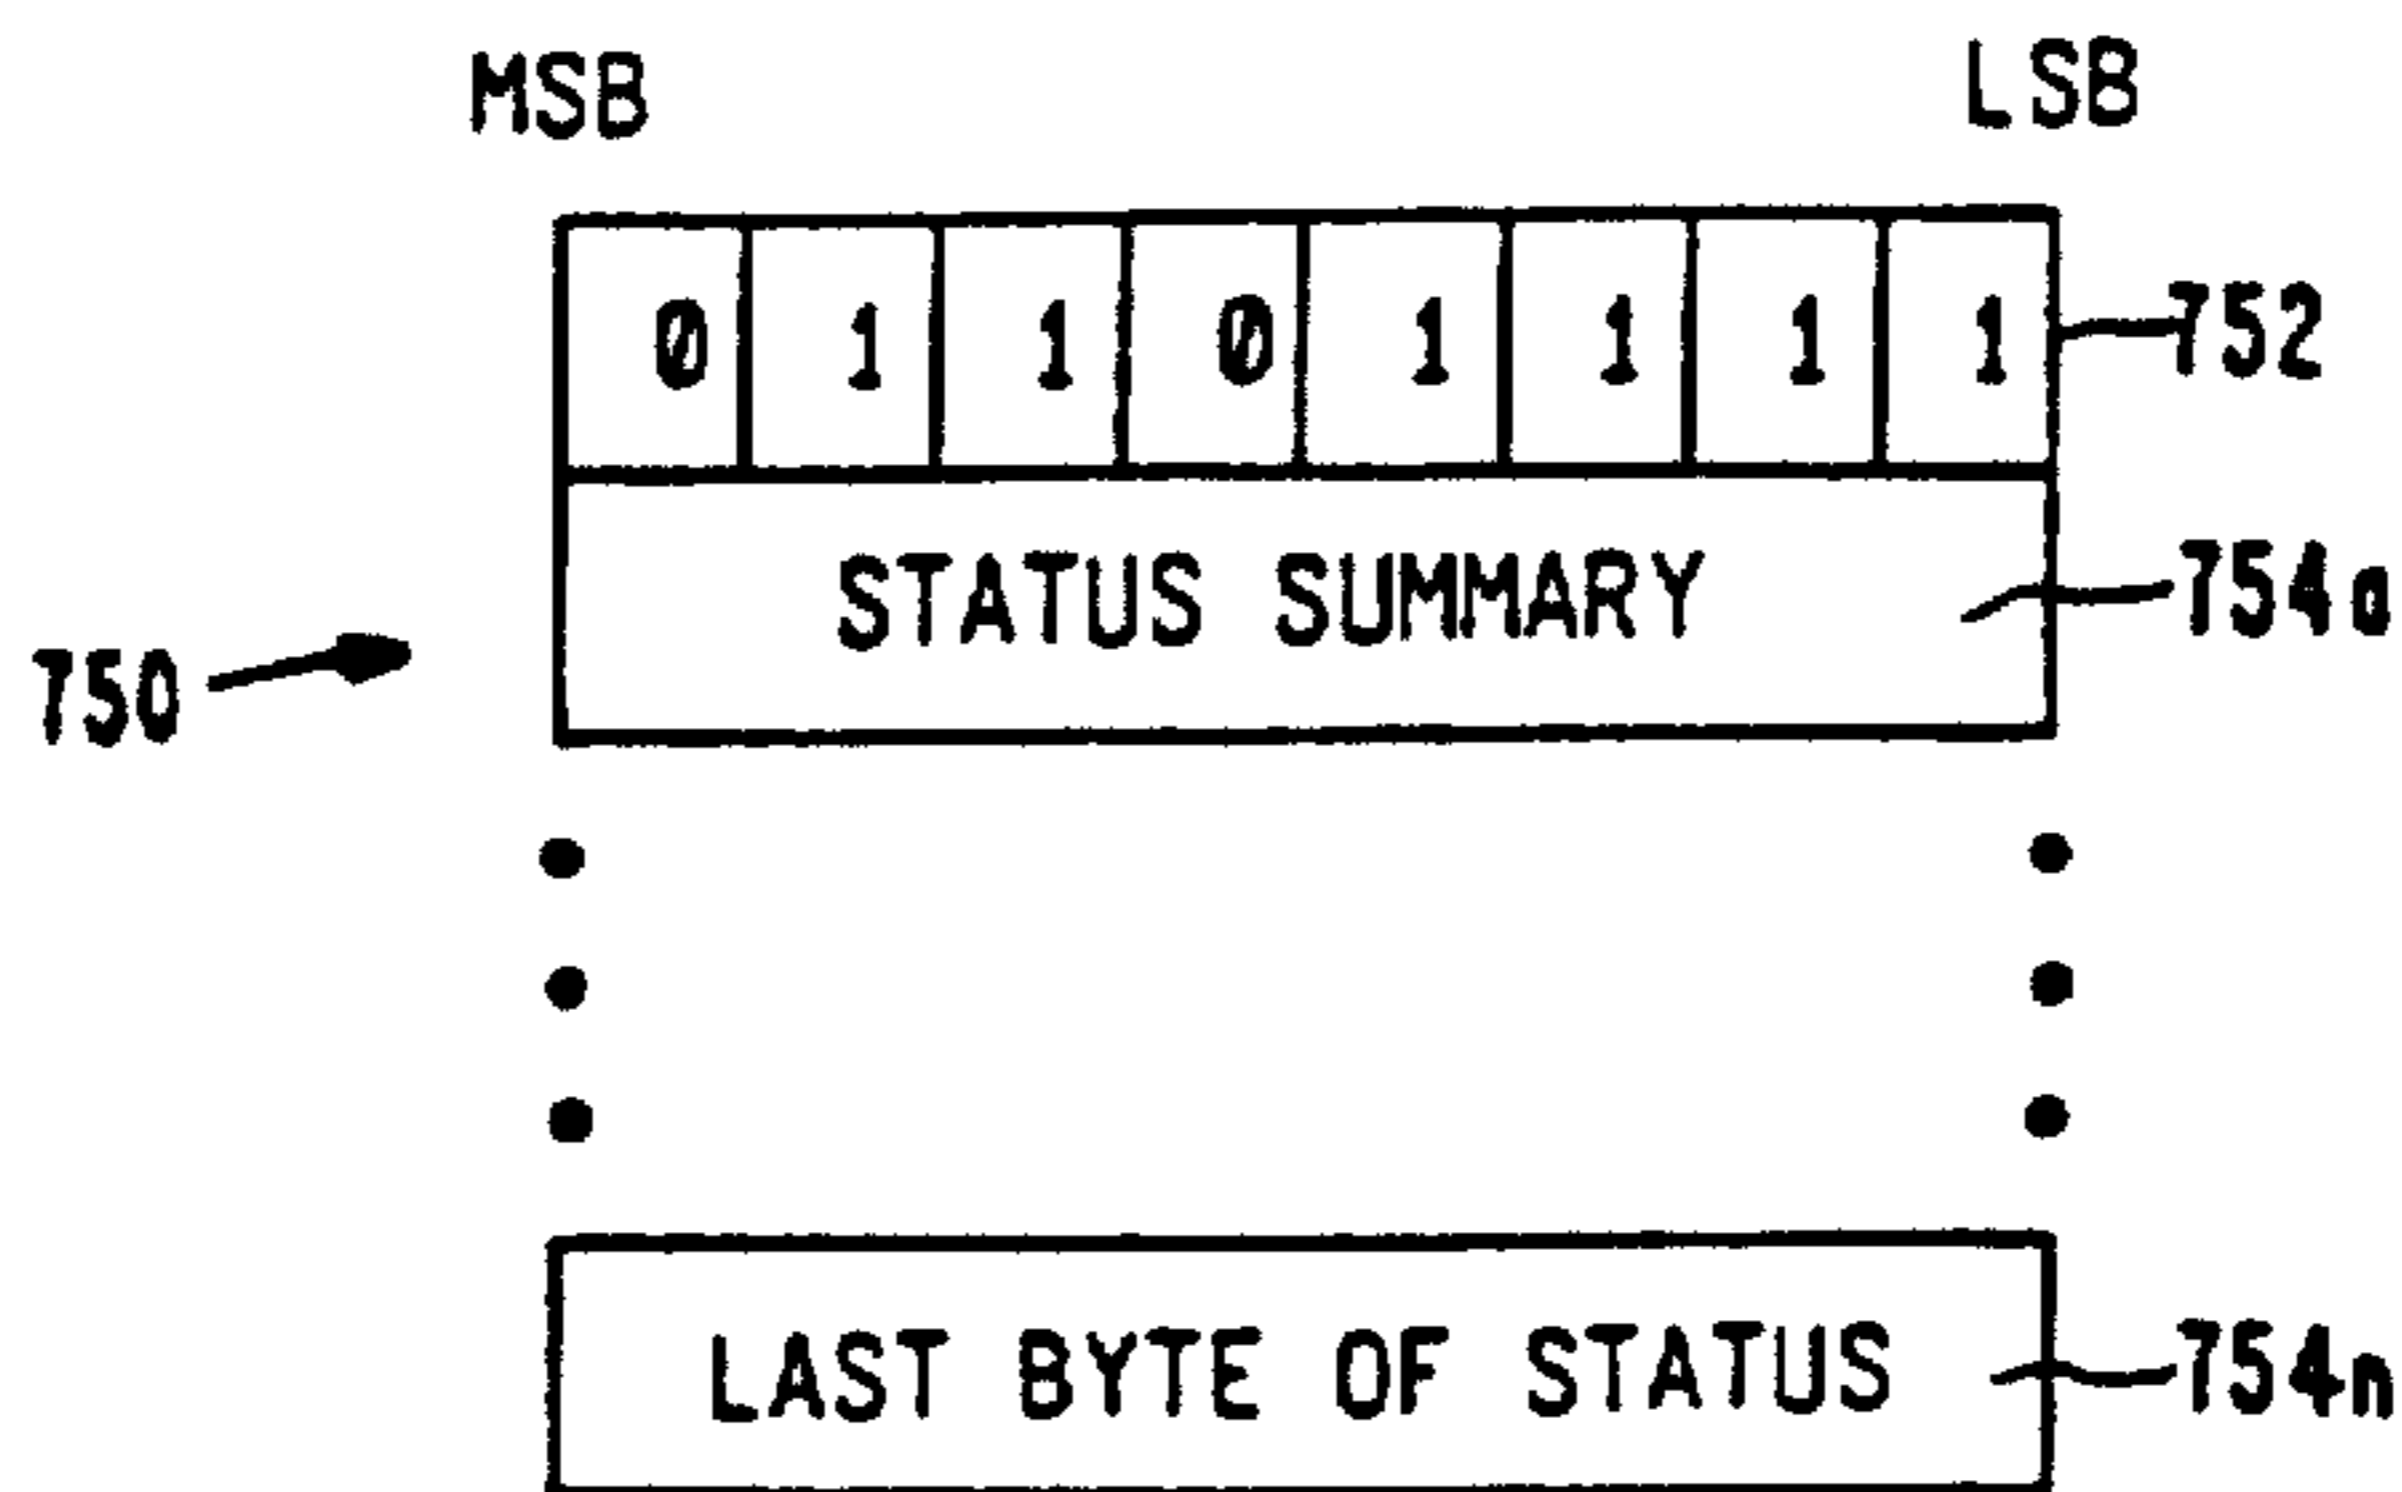 MSB LSB
0 1 1 0 1 1 1 1 752
STATUS SUMMARY 754a
750
LAST BYTE OF STATUS 754n